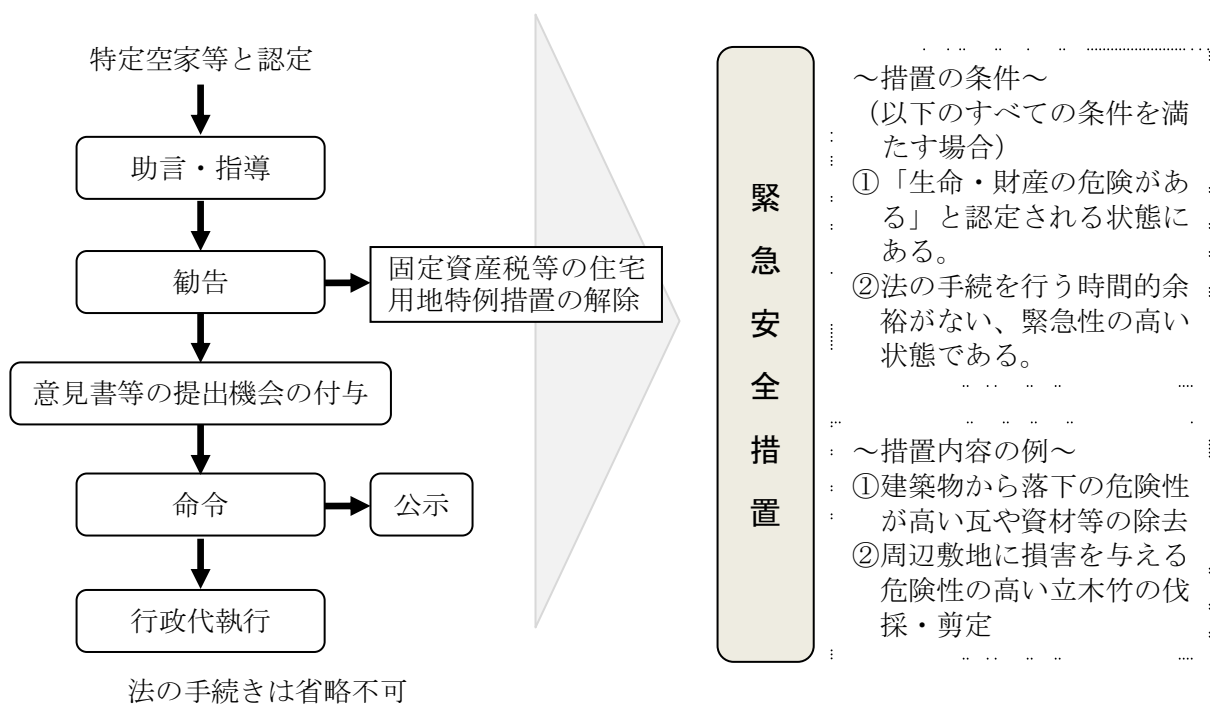 特定空家等と認定
助言・指導
勧告
固定資産税等の住宅
用地特例措置の解除
意見書等の提出機会の付与
命令
公示
行政代執行
法の手続きは省略不可
緊急安全措置
～措置の条件～
（以下のすべての条件を満
たす場合）
①「生命・財産の危険があ
る」と認定される状態に
ある。
②法の手続を行う時間的余
裕がない、緊急性の高い
状態である。
～措置内容の例～
①建築物から落下の危険性
が高い瓦や資材等の除去
②周辺敷地に損害を与える
危険性の高い立木竹の伐
採・剪定